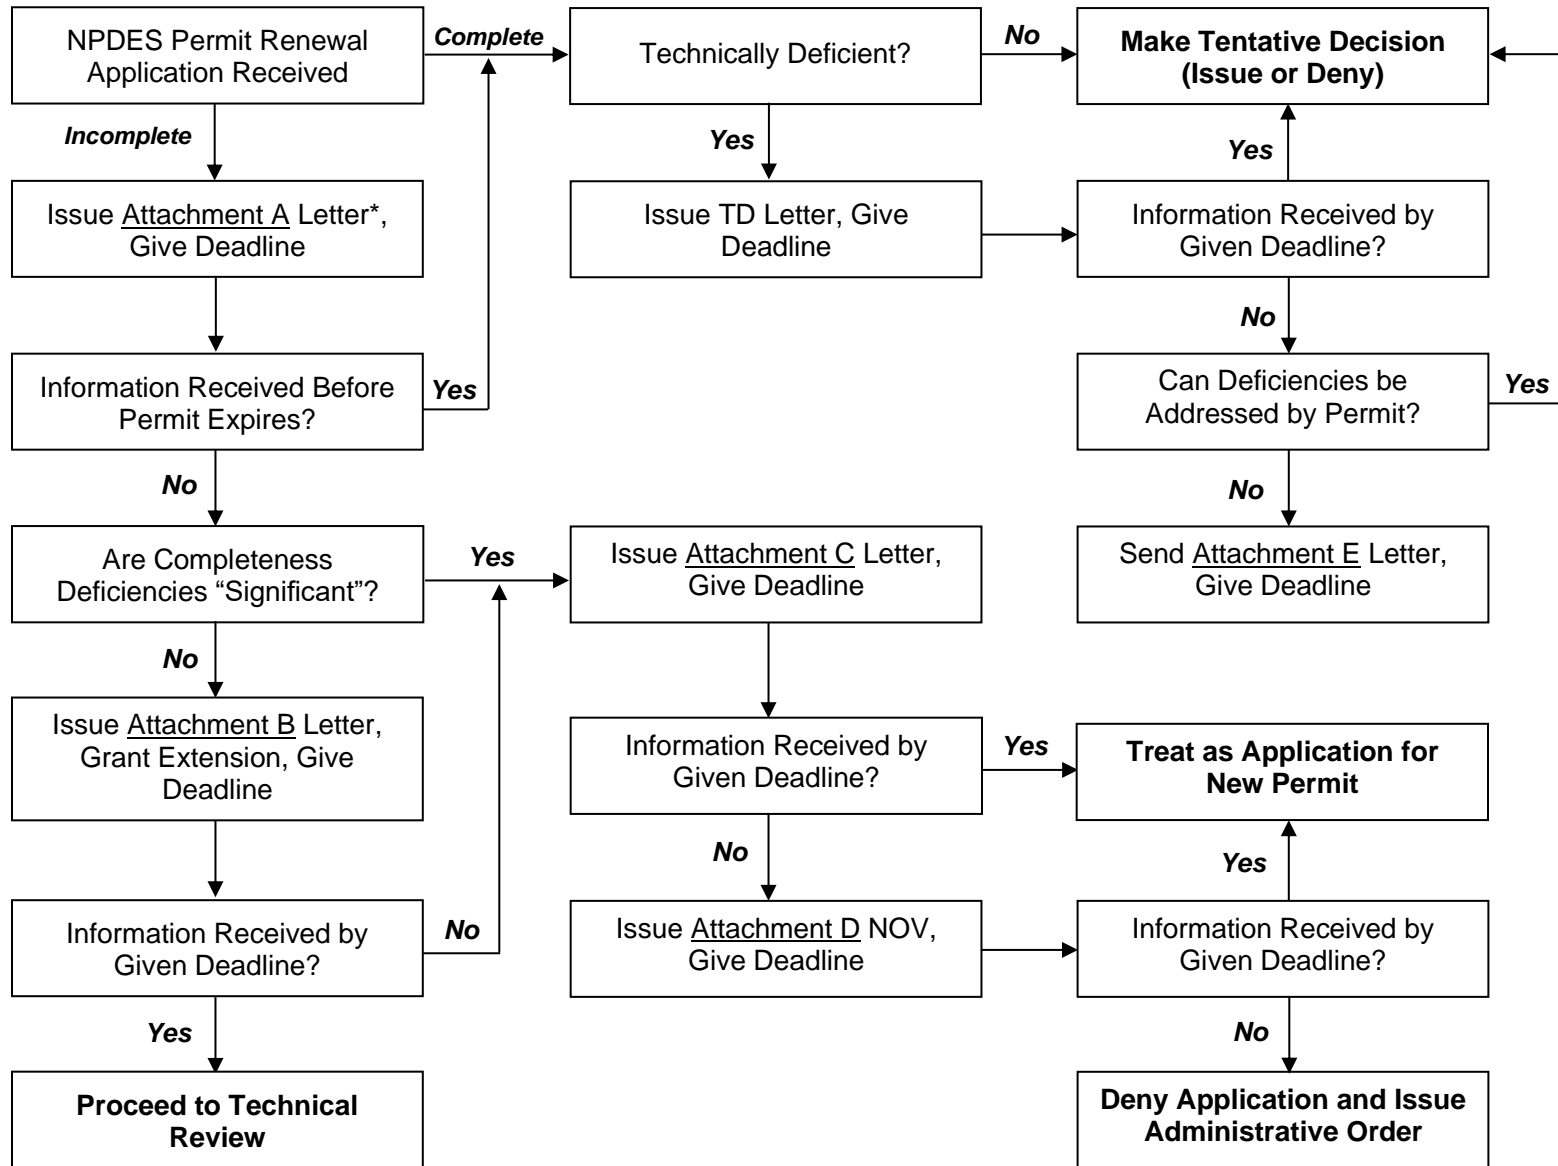 NPDES Permit Renewal
Application Received
Complete
Technically Deficient?
No
Make Tentative Decision
(Issue or Deny)
Incomplete
Yes
Yes
Issue Attachment A Letter*,
Give Deadline
Issue TD Letter, Give
Deadline
Information Received by
Given Deadline?
No
Information Received Before
Permit Expires?
Yes
Can Deficiencies be
Addressed by Permit?
Yes
No
No
Are Completeness
Deficiencies “Significant”?
Yes
Issue Attachment C Letter,
Give Deadline
Send Attachment E Letter,
Give Deadline
No
Issue Attachment B Letter,
Grant Extension, Give
Deadline
Information Received by
Given Deadline?
Yes
Treat as Application for
New Permit
No
Yes
Information Received by
Given Deadline?
No
Issue Attachment D NOV,
Give Deadline
Information Received by
Given Deadline?
Yes
No
Proceed to Technical
Review
Deny Application and Issue
Administrative Order